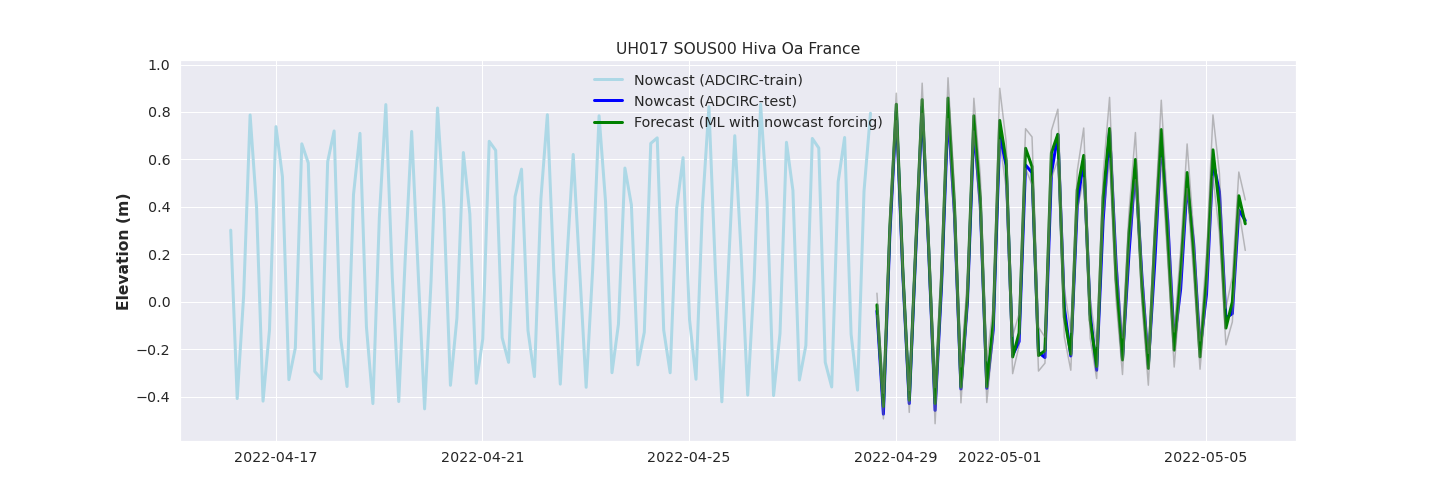 UH017 SOUS00 Hiva Oa France
Nowcast (ADCIRC-train)
Nowcast (ADCIRC-test)
Forecast (ML with nowcast forcing)
Elevation (m)
1.0
0.8
0.6
0.4
0.2
0.0
−0.2
−0.4
2022-04-17 2022-04-21 2022-04-25 2022-04-29 2022-05-01 2022-05-05